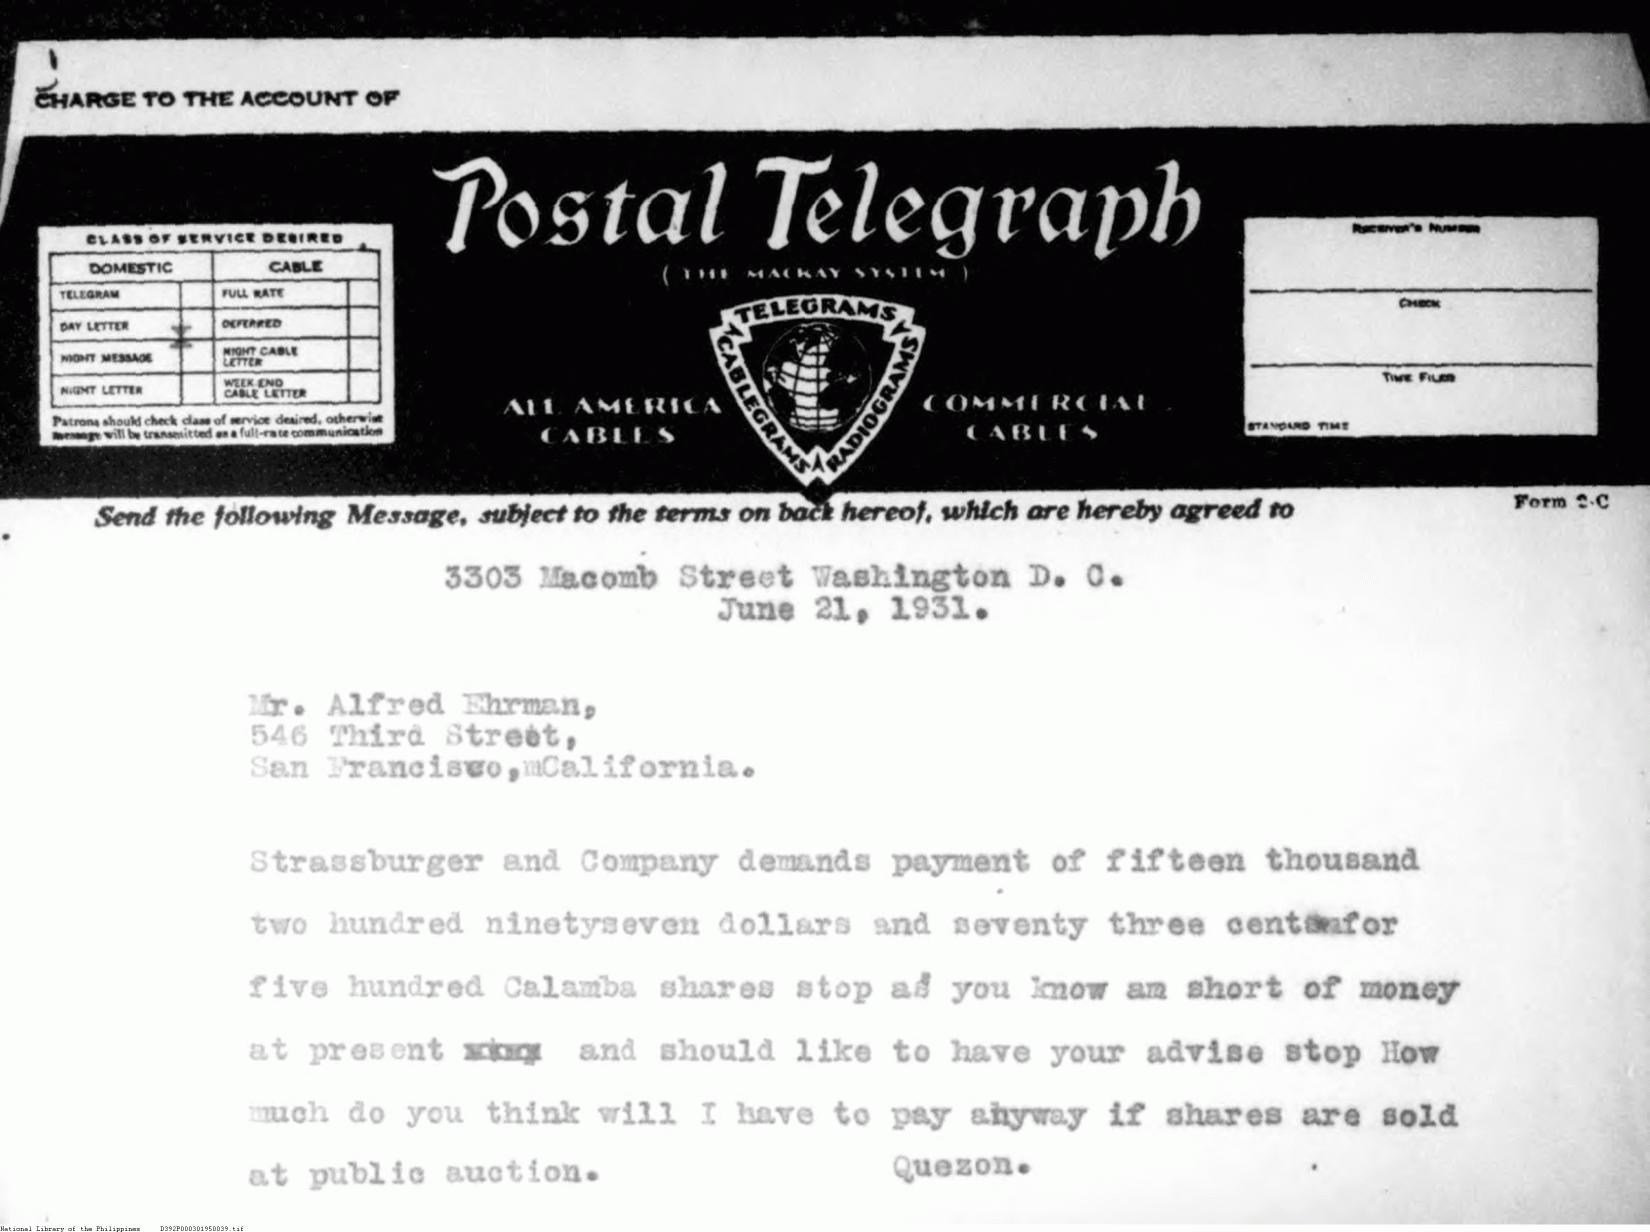 CHARGE TO THE ACCOUNT OF
Postal Telegraph
(THE MACKAY SYSTEM)
CLASS OF SERVICE DESIRED
DOMESTIC CABLE
TELEGRAM FULL RATE
DAY LETTER DEFERRED
NIGHT MESSAGE NIGHT CABLE LETTER
NIGHT LETTER WEEK-END CABLE LETTER
Patrons should check class of service desired, otherwise
message will be transmitted as a full-rate communication
TELEGRAMS
CABLEGRAMS
RADIOGRAMS
ALL AMERICA
CABLES
COMMERCIAL
CABLES
RECEIVER'S NUMBER
CHECK
TIME FILED
STANDARD TIME
Send the following Message, subject to the terms on back hereof, which are hereby agreed to
Form 2-C
3303 Macomb Street Washington D. C.
June 21, 1931.
Mr. Alfred Ehrman,
546 Third Street,
San Francisco,mCalifornia.
Strassburger and Company demands payment of fifteen thousand
two hundred ninetyseven dollars and seventy three cents for
five hundred Calamba shares stop as you know am short of money
at present and should like to have your advise stop How
much do you think will I have to pay anyway if shares are sold
at public auction.
Quezon.
National Library of the Philippines D392P000301950039.tif